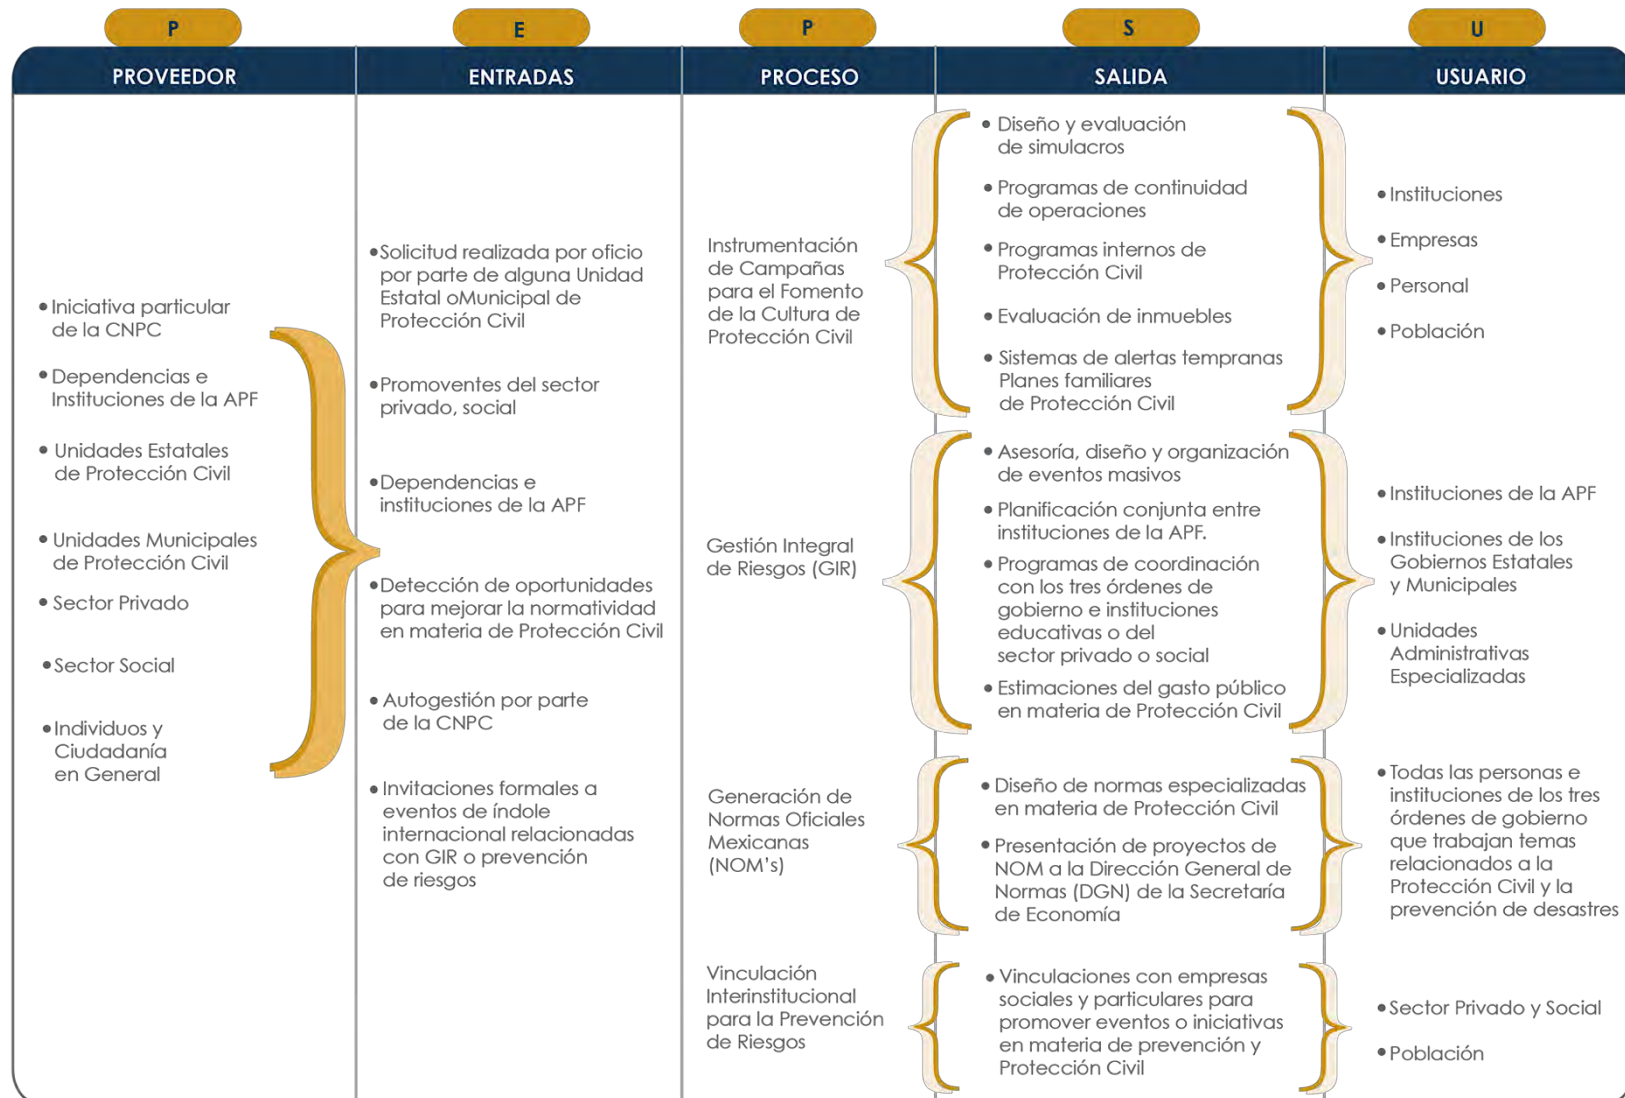 P
E
P
S
U
PROVEEDOR
ENTRADAS
PROCESO
SALIDA
USUARIO
• Iniciativa particular
de la CNPC
• Dependencias e
Instituciones de la APF
• Unidades Estatales
de Protección Civil
• Unidades Municipales
de Protección Civil
• Sector Privado
• Sector Social
• Individuos y
Ciudadanía
en General
• Solicitud realizada por oficio
por parte de alguna Unidad
Estatal oMunicipal de
Protección Civil
• Promoventes del sector
privado, social
• Dependencias e
instituciones de la APF
• Detección de oportunidades
para mejorar la normatividad
en materia de Protección Civil
• Autogestión por parte
de la CNPC
• Invitaciones formales a
eventos de índole
internacional relacionadas
con GIR o prevención
de riesgos
Instrumentación
de Campañas
para el Fomento
de la Cultura de
Protección Civil
• Diseño y evaluación
de simulacros
• Programas de continuidad
de operaciones
• Programas internos de
Protección Civil
• Evaluación de inmuebles
• Sistemas de alertas tempranas
Planes familiares
de Protección Civil
• Instituciones
• Empresas
• Personal
• Población
Gestión Integral
de Riesgos (GIR)
• Asesoría, diseño y organización
de eventos masivos
• Planificación conjunta entre
instituciones de la APF.
• Programas de coordinación
con los tres órdenes de
gobierno e instituciones
educativas o del
sector privado o social
• Estimaciones del gasto público
en materia de Protección Civil
• Instituciones de la APF
• Instituciones de los
Gobiernos Estatales
y Municipales
• Unidades
Administrativas
Especializadas
Generación de
Normas Oficiales
Mexicanas
(NOM's)
• Diseño de normas especializadas
en materia de Protección Civil
• Presentación de proyectos de
NOM a la Dirección General de
Normas (DGN) de la Secretaría
de Economía
• Todas las personas e
instituciones de los tres
órdenes de gobierno
que trabajan temas
relacionados a la
Protección Civil y la
prevención de desastres
Vinculación
Interinstitucional
para la Prevención
de Riesgos
• Vinculaciones con empresas
sociales y particulares para
promover eventos o iniciativas
en materia de prevención y
Protección Civil
• Sector Privado y Social
• Población